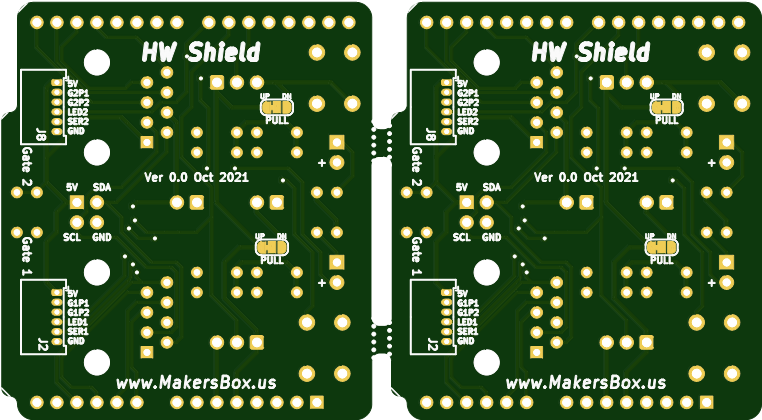 HW Shield
5V
G2P1
G2P2
LED2
SER2
GND
J8
UP DN
PULL
+
Gate 2
Ver 0.0 Oct 2021
5V SDA
SCL GND
Gate 1
UP DN
PULL
+
5V
G1P1
G1P2
LED1
SER1
GND
J2
www.MakersBox.us
HW Shield
5V
G2P1
G2P2
LED2
SER2
GND
J8
UP DN
PULL
+
Gate 2
Ver 0.0 Oct 2021
5V SDA
SCL GND
Gate 1
UP DN
PULL
+
5V
G1P1
G1P2
LED1
SER1
GND
J2
www.MakersBox.us